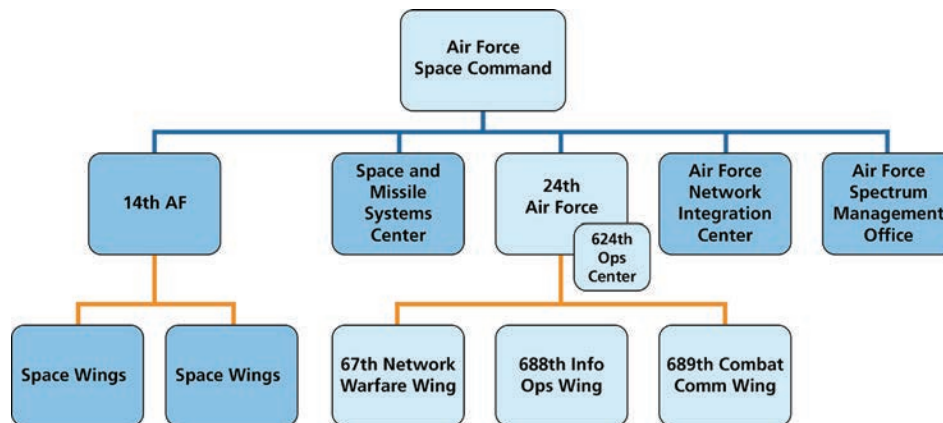 Air Force
Space Command
14th AF
Space and
Missile
Systems
Center
24th
Air Force
624th
Ops
Center
Air Force
Network
Integration
Center
Air Force
Spectrum
Management
Office
Space Wings
Space Wings
67th Network
Warfare Wing
688th Info
Ops Wing
689th Combat
Comm Wing